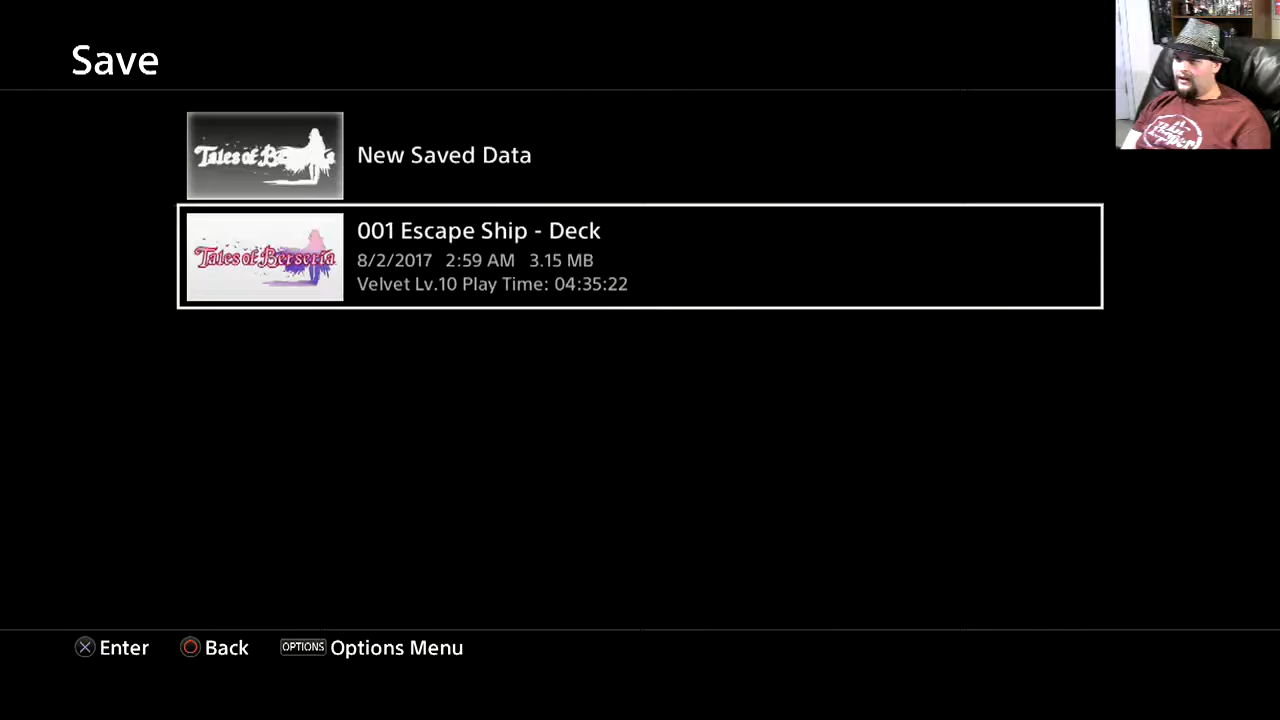 Save
Tales of Berseria
New Saved Data
Tales of Berseria
001 Escape Ship - Deck
8/2/2017 2:59 AM 3.15 MB
Velvet Lv.10 Play Time: 04:35:22
Enter
Back
OPTIONS
Options Menu